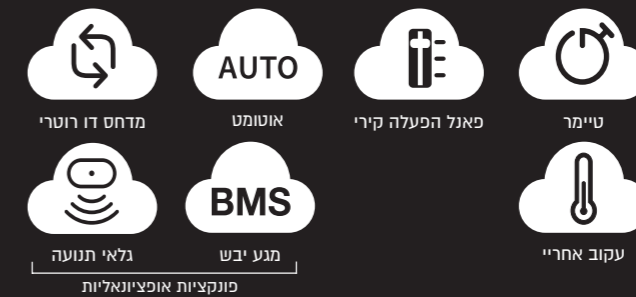 AUTO
טיימר
פאנל הפעלה קירי
אוטומט
מדחס דו רוטרי
BMS
עקוב אחריי
מגע יבש
גלאי תנועה
פונקציות אופציונאליות